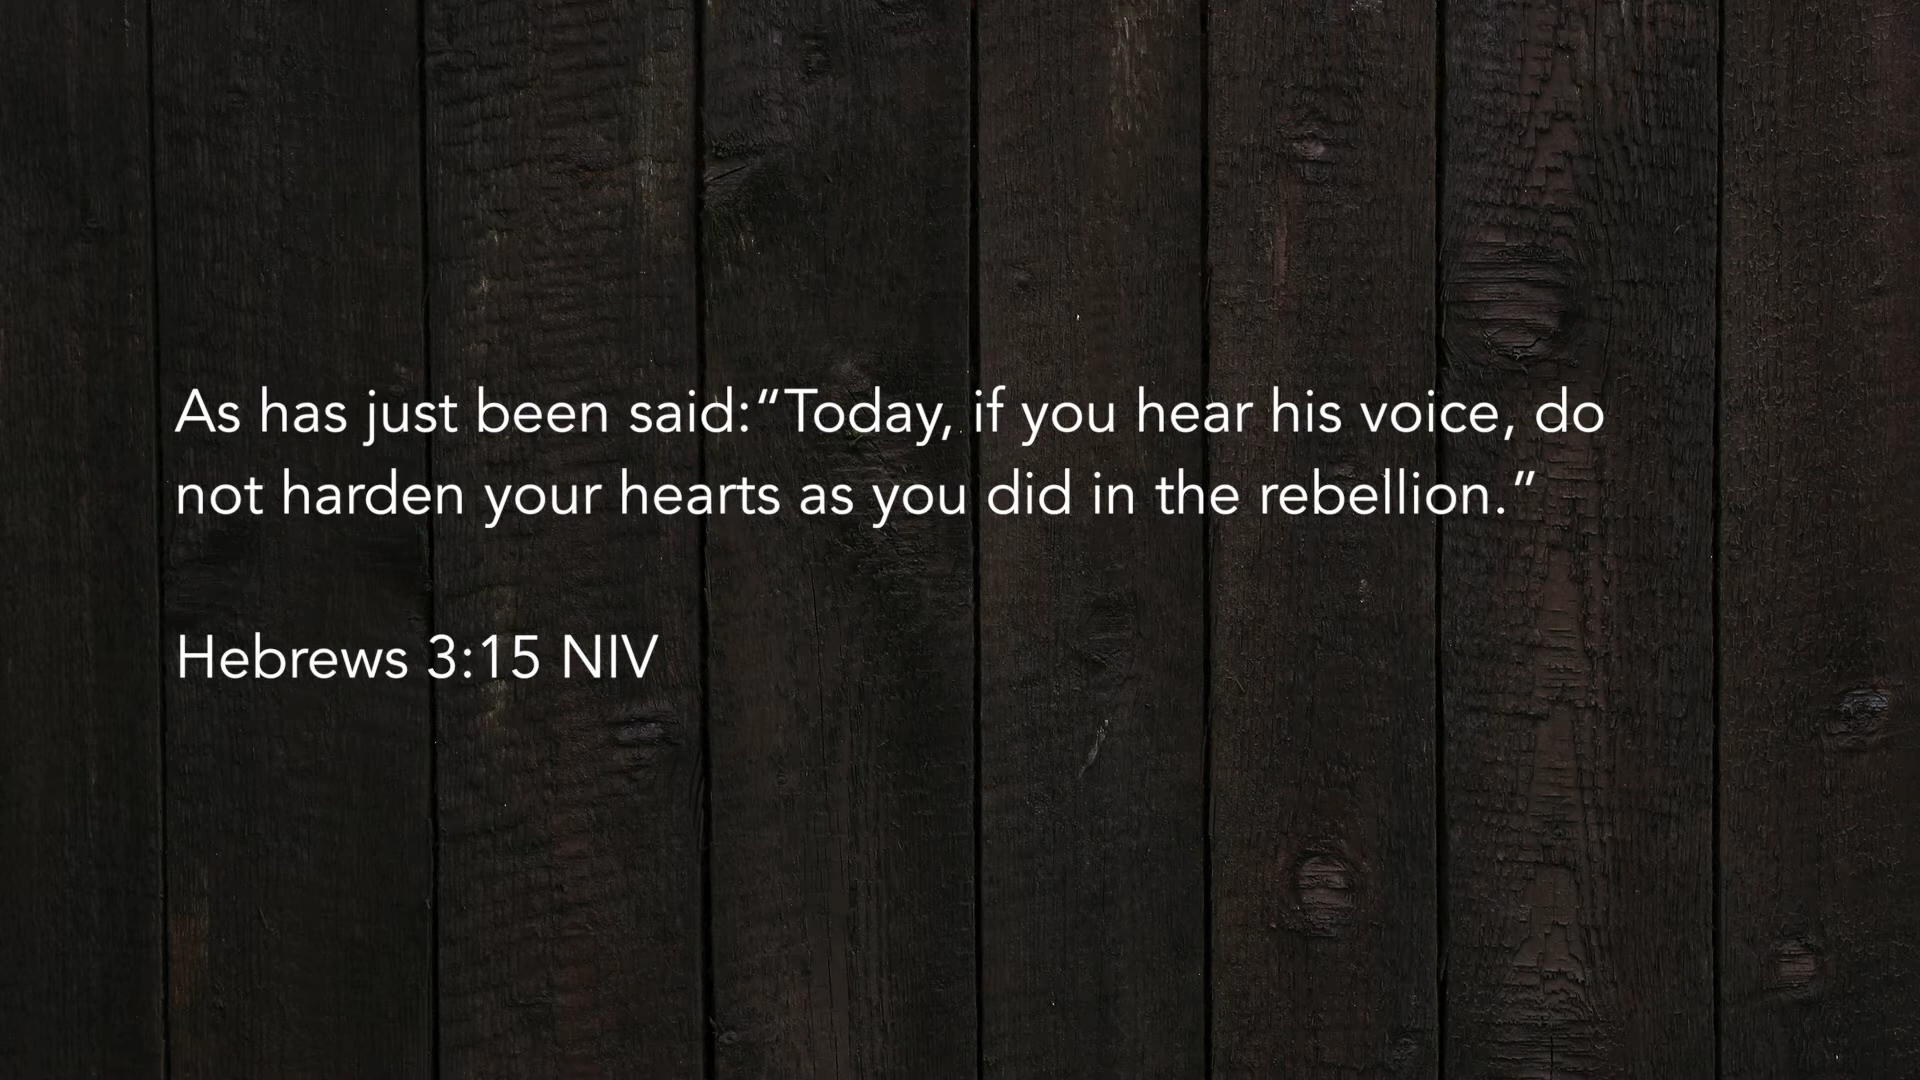 As has just been said:“Today, if you hear his voice, do
not harden your hearts as you did in the rebellion.”
Hebrews 3:15 NIV